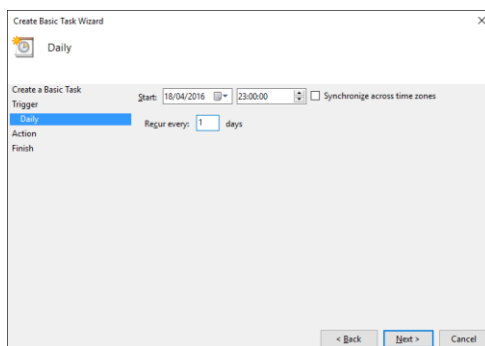 Create Basic Task Wizard
Daily
Create a Basic Task
Trigger
Daily
Action
Finish
Start: 18/04/2016 23:00:00 Synchronize across time zones
Recur every: 1 days
< Back Next > Cancel